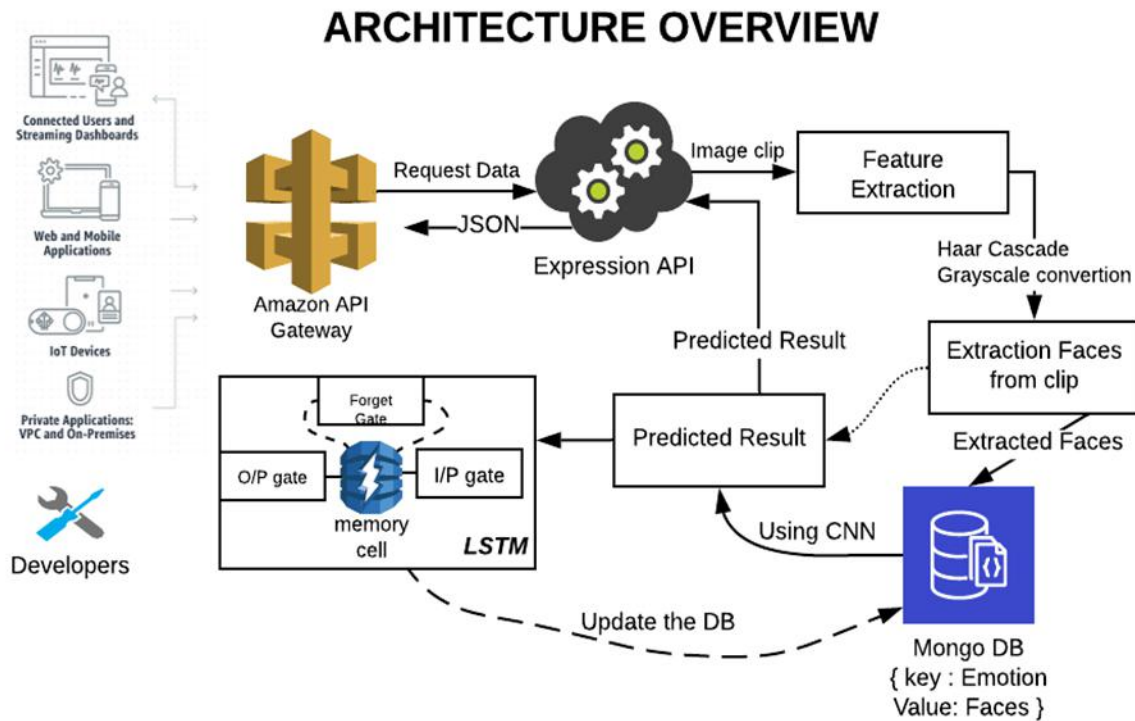 ARCHITECTURE OVERVIEW
Connected Users and
Streaming Dashboards
Web and Mobile
Applications
IoT Devices
Private Applications:
VPC and On-Premises
Developers
Amazon API
Gateway
Request Data
JSON
Expression API
Image clip
Feature
Extraction
Haar Cascade
Grayscale convertion
Extraction Faces
from clip
Extracted Faces
Predicted Result
Predicted Result
Using CNN
Forget
Gate
O/P gate
I/P gate
memory
cell
LSTM
Update the DB
Mongo DB
{ key : Emotion
Value: Faces }